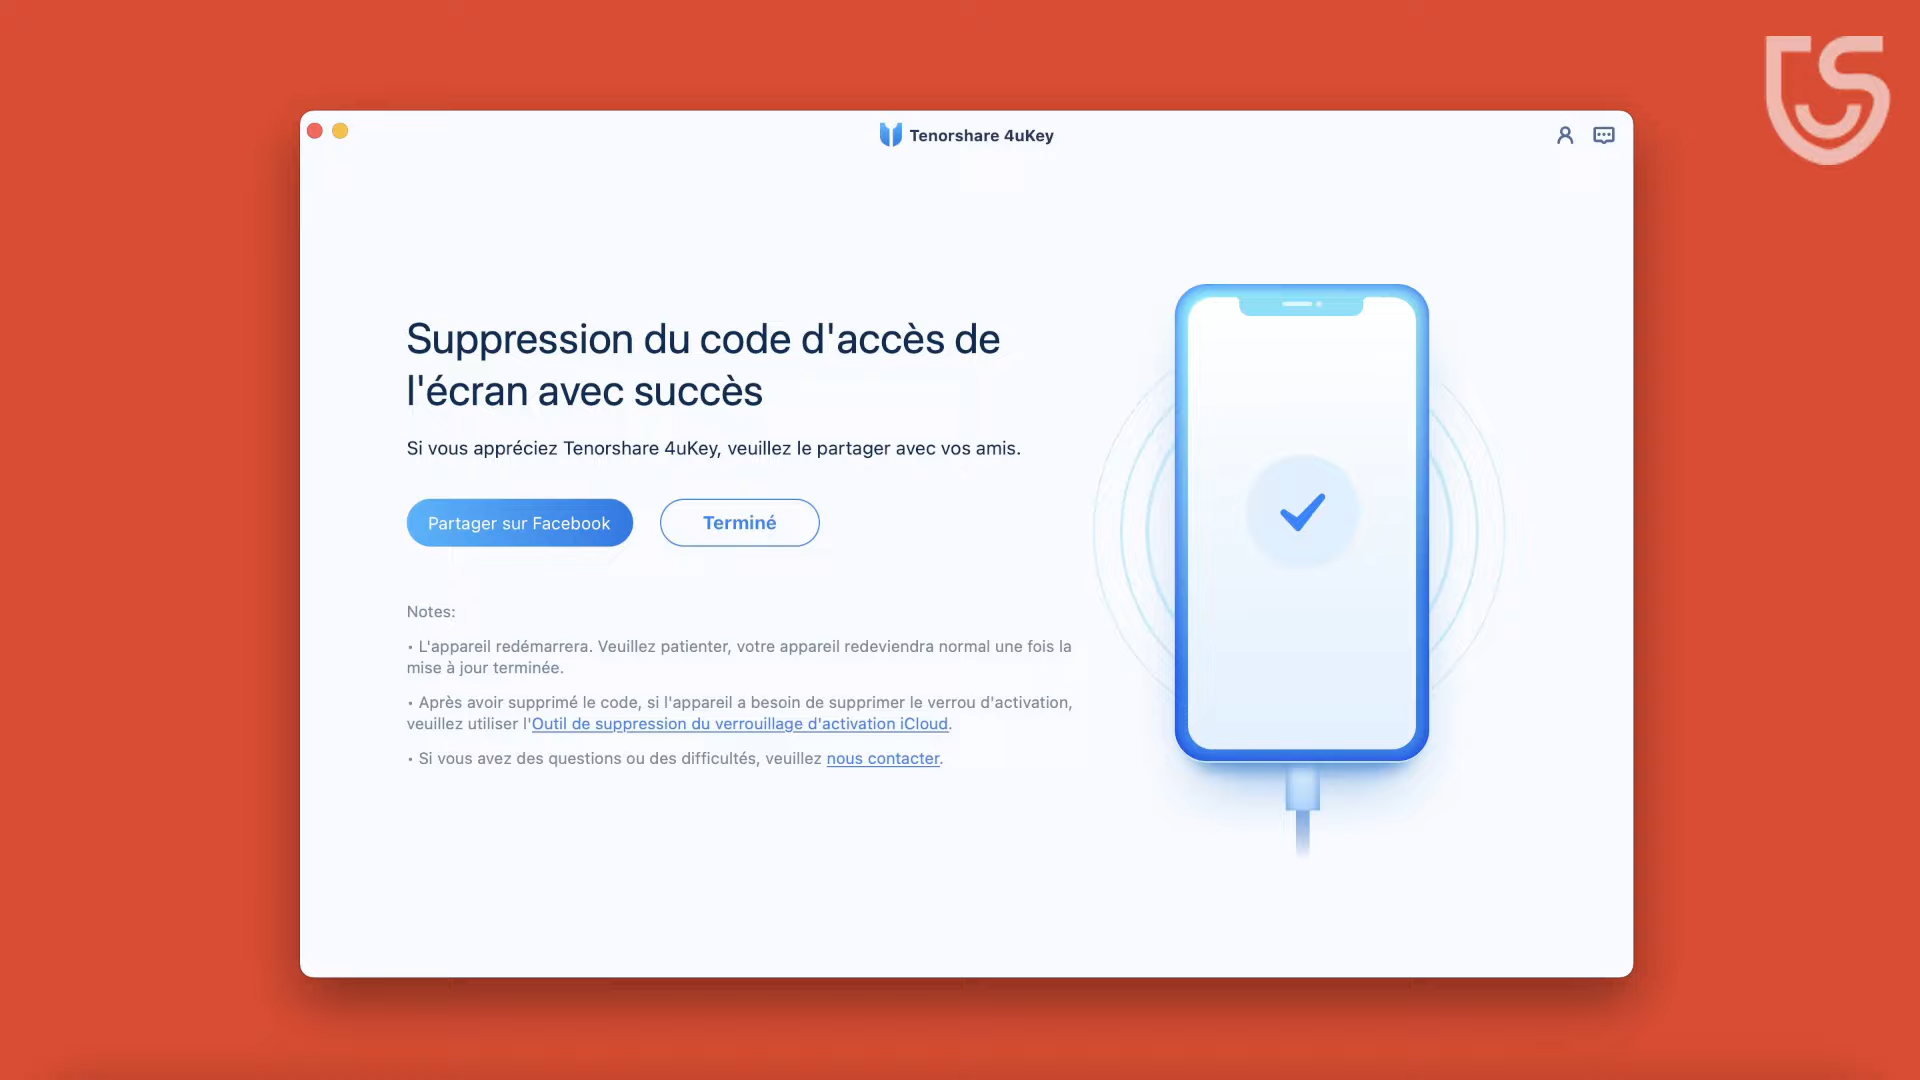 Tenorshare 4uKey
Suppression du code d'accès de
l'écran avec succès
Si vous appréciez Tenorshare 4uKey, veuillez le partager avec vos amis.
Partager sur Facebook
Terminé
Notes:
• L'appareil redémarrera. Veuillez patienter, votre appareil redeviendra normal une fois la
mise à jour terminée.
• Après avoir supprimé le code, si l'appareil a besoin de supprimer le verrou d'activation,
veuillez utiliser l'Outil de suppression du verrouillage d'activation iCloud.
• Si vous avez des questions ou des difficultés, veuillez nous contacter.